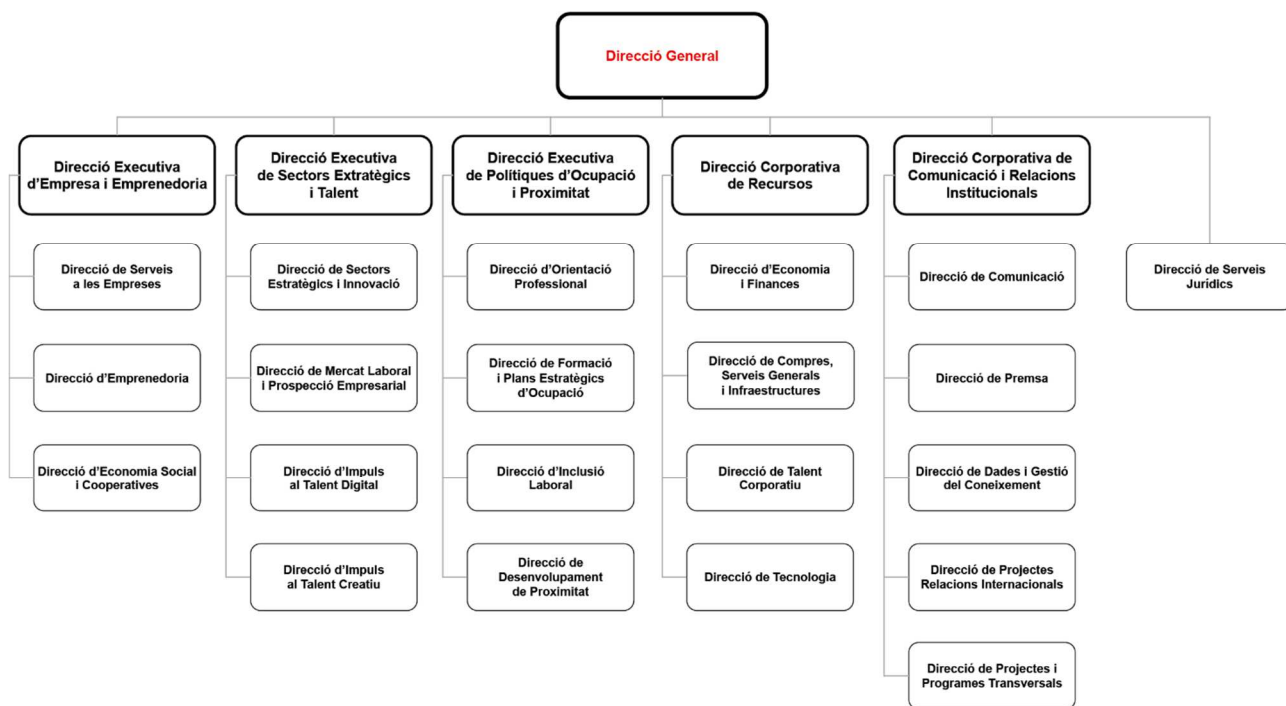 Direcció General
Direcció Executiva
d'Empresa i Emprenedoria
Direcció Executiva
de Sectors Extratègics
i Talent
Direcció Executiva
de Polítiques d'Ocupació
i Proximitat
Direcció Corporativa
de Recursos
Direcció Corporativa de
Comunicació i Relacions
Institucionals
Direcció de Serveis
a les Empreses
Direcció de Sectors
Estratègics i Innovació
Direcció d'Orientació
Professional
Direcció d'Economia
i Finances
Direcció de Comunicació
Direcció de Serveis
Jurídics
Direcció d'Emprenedoria
Direcció de Mercat Laboral
i Prospecció Empresarial
Direcció de Formació
i Plans Estratègics
d'Ocupació
Direcció de Compres,
Serveis Generals
i Infraestructures
Direcció de Premsa
Direcció d'Economia Social
i Cooperatives
Direcció d'Impuls
al Talent Digital
Direcció d'Inclusió
Laboral
Direcció de Talent
Corporatiu
Direcció de Dades i Gestió
del Coneixement
Direcció d'Impuls
al Talent Creatiu
Direcció de
Desenvolupament
de Proximitat
Direcció de Tecnologia
Direcció de Projectes
Relacions Internacionals
Direcció de Projectes i
Programes Transversals